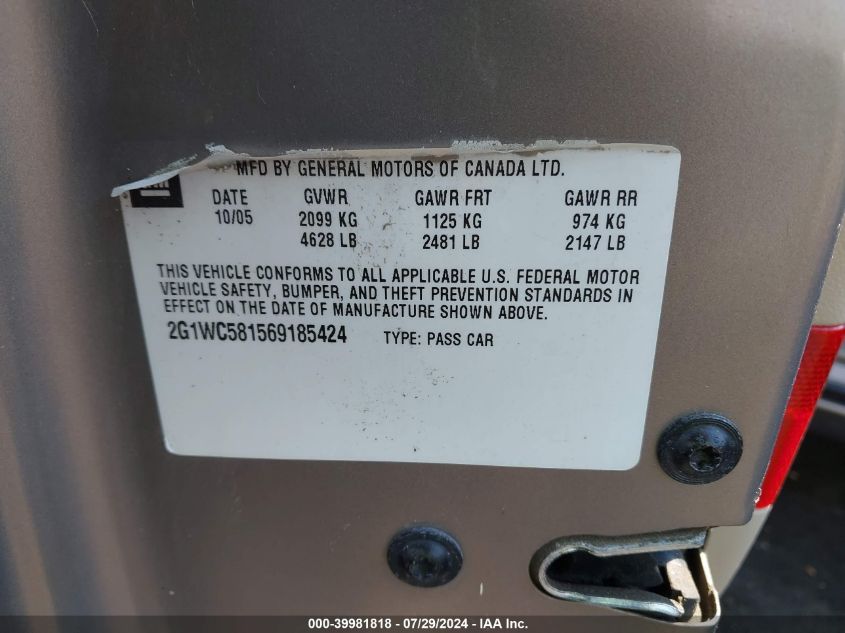 MFD BY GENERAL MOTORS OF CANADA LTD.
DATE GVWR GAWR FRT GAWR RR
10/05 2099 KG 1125 KG 974 KG
4628 LB 2481 LB 2147 LB
THIS VEHICLE CONFORMS TO ALL APPLICABLE U.S. FEDERAL MOTOR
VEHICLE SAFETY, BUMPER, AND THEFT PREVENTION STANDARDS IN
EFFECT ON THE DATE OF MANUFACTURE SHOWN ABOVE.
2G1WC581569185424 TYPE: PASS CAR
000-39981818 - 07/29/2024 - IAA Inc.